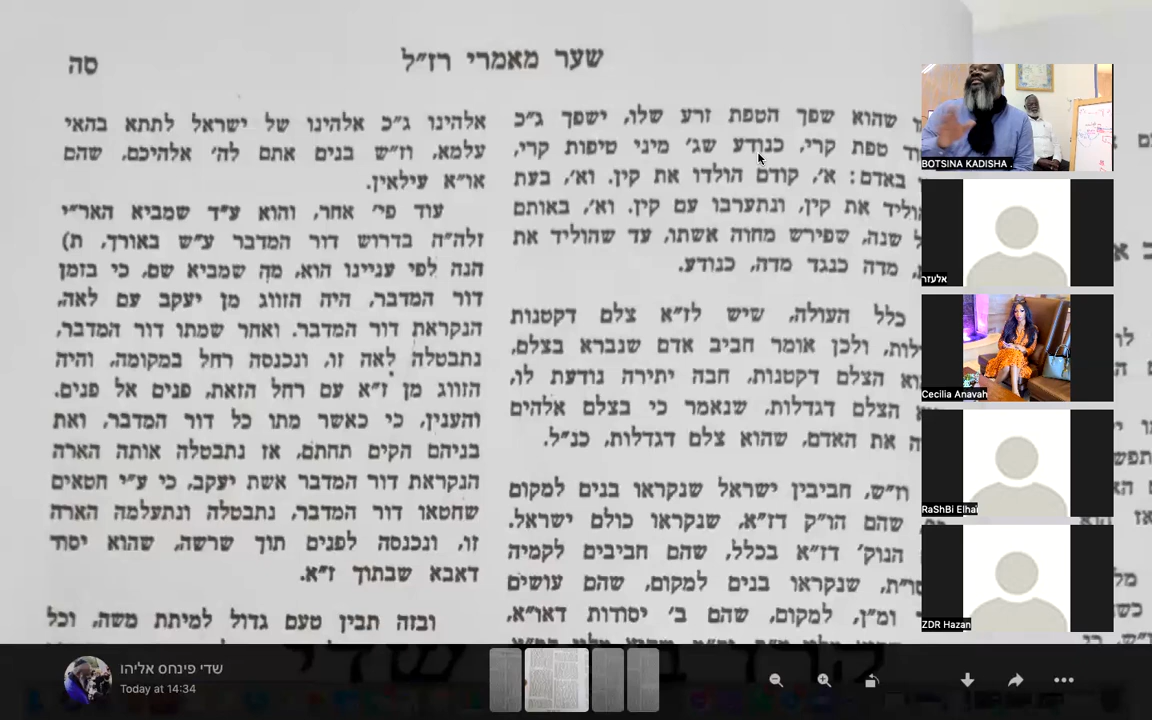 שער מאמרי רז״ל
סה
שהוא שפך הטפת זרע שלו, ישפך ג״כ
טפת קרי, כנודע שג׳ מיני טיפות קרי,
באדם: א׳, קודם הולדו את קין. וא׳, בעת
הוליד את קין, ונתערבו עם קין. וא׳, באותם
שנה, שפירש מחוה אשתו, עד שהוליד את
מדה כנגד מדה, כנודע.
כלל העולה, שיש לז״א צלם דקטנות
ולכן אומר חביב אדם שנברא בצלם,
הצלם דקטנות, חבה יתירה נודעת לו,
הצלם דגדלות, שנאמר כי בצלם אלהים
את האדם, שהוא צלם דגדלות, כנ״ל.
וז״ש, חביבין ישראל שנקראו בנים למקום
שהם הו״ק דז״א, שנקראו כולם ישראל.
הנוק׳ דז״א בכלל, שהם חביבים לקמיה
שנקראו בנים למקום, שהם עושים
ומ״ן, למקום, שהם ב׳ יסודות דאו״א,
אלהינו ג״כ אלהינו של ישראל לתתא בהאי
עלמא, וז״ש בנים אתם לה׳ אלהיכם, שהם
או״א עילאין.
עוד פי׳ אחר, והוא ע״ד שמביא האר״י
זלה״ה בדרוש דור המדבר ע״ש באורך, ת)
הנה לפי עניינו הוא, מה שמביא שם, כי בזמן
דור המדבר, היה הזווג מן יעקב עם לאה,
הנקראת דור המדבר. ואחר שמתו דור המדבר,
נתבטלה לאה זו, ונכנסה רחל במקומה, והיה
הזווג מן ז״א עם רחל הזאת, פנים אל פנים.
והענין, כי כאשר מתו כל דור המדבר, ואת
בניהם הקים תחתם, אז נתבטלה אותה הארה
הנקראת דור המדבר אשת יעקב, כי ע״י חטאים
שחטאו דור המדבר, נתבטלה ונתעלמה הארה
זו, ונכנסה לפנים תוך שרשה, שהוא יסוד
דאבא שבתוך ז״א.
ובזה תבין טעם גדול למיתת משה, וכל
BOTSINA KADISHA .
אלעזר
Cecilia Anavah
RaShBi Elhai
ZDR Hazan
שדי פינחס אליהו
Today at 14:34